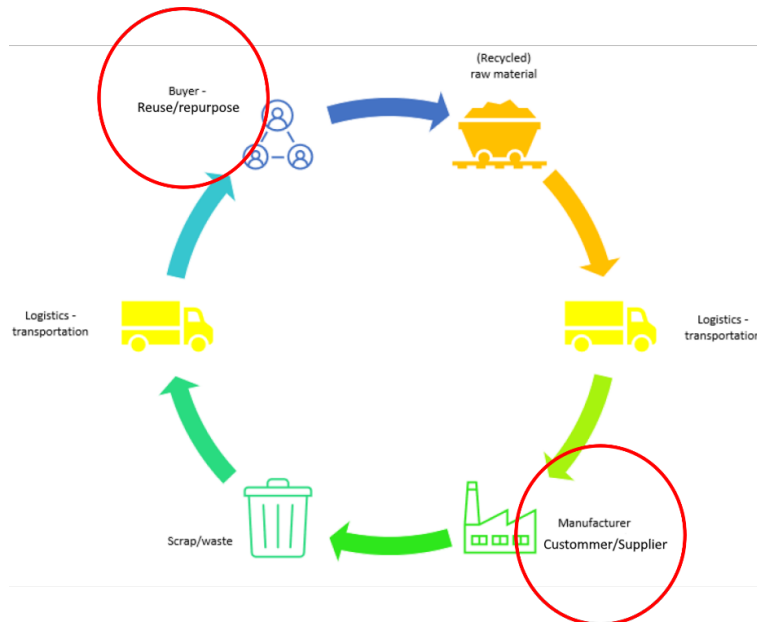 Buyer -
Reuse/repurpose
(Recycled)
raw material
Logistics -
transportation
Logistics -
transportation
Scrap/waste
Manufacturer
Custommer/Supplier